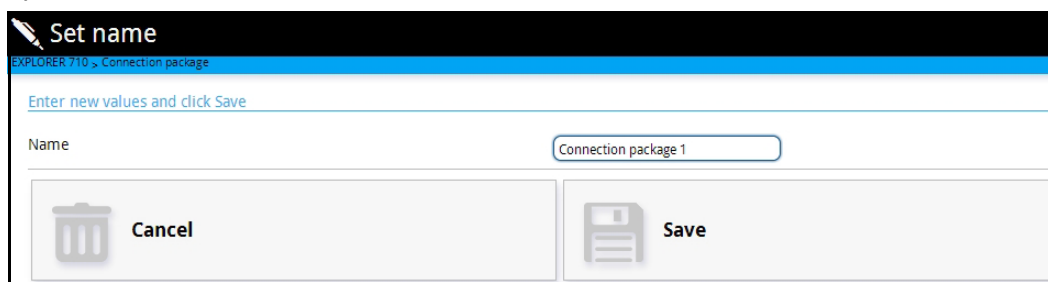 Set name
EXPLORER 710 > Connection package
Enter new values and click Save
Name
Connection package 1
Cancel
Save